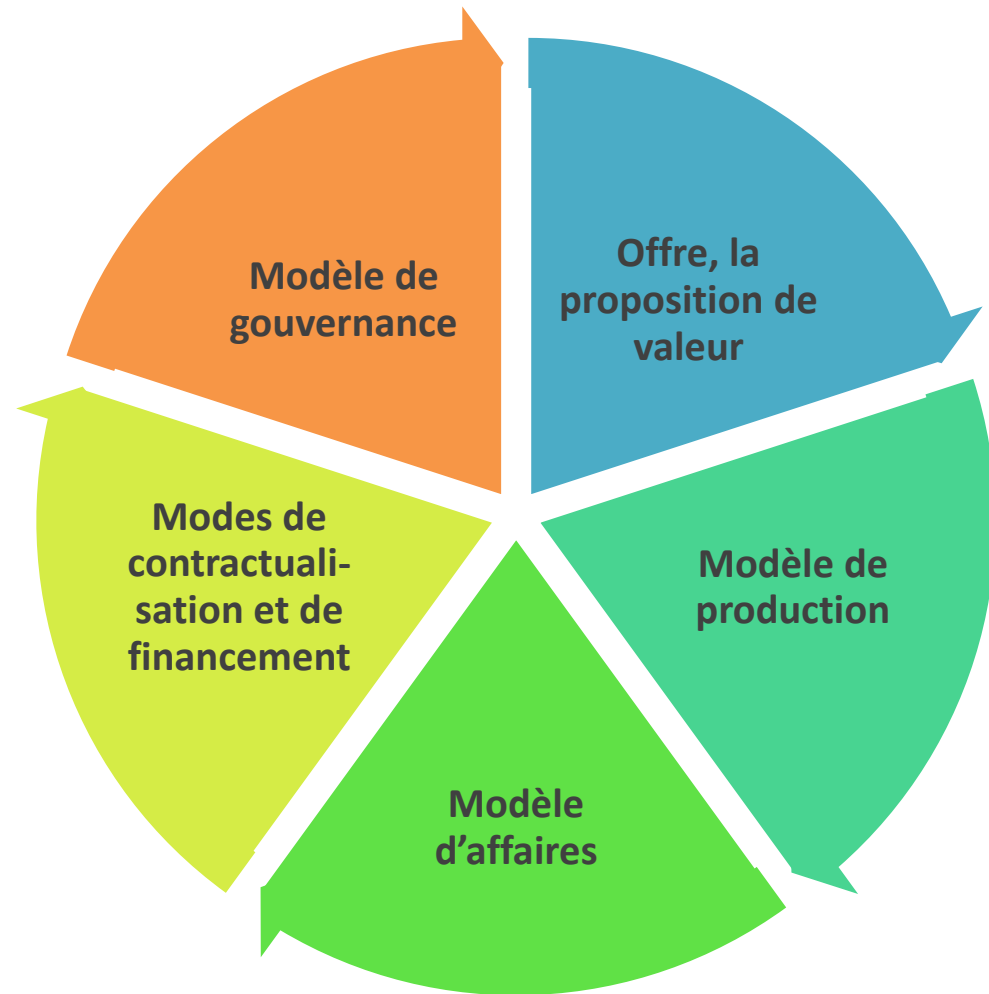 Offre, la
proposition de
valeur
Modèle de
production
Modèle
d’affaires
Modes de
contractuali-
sation et de
financement
Modèle de
gouvernance